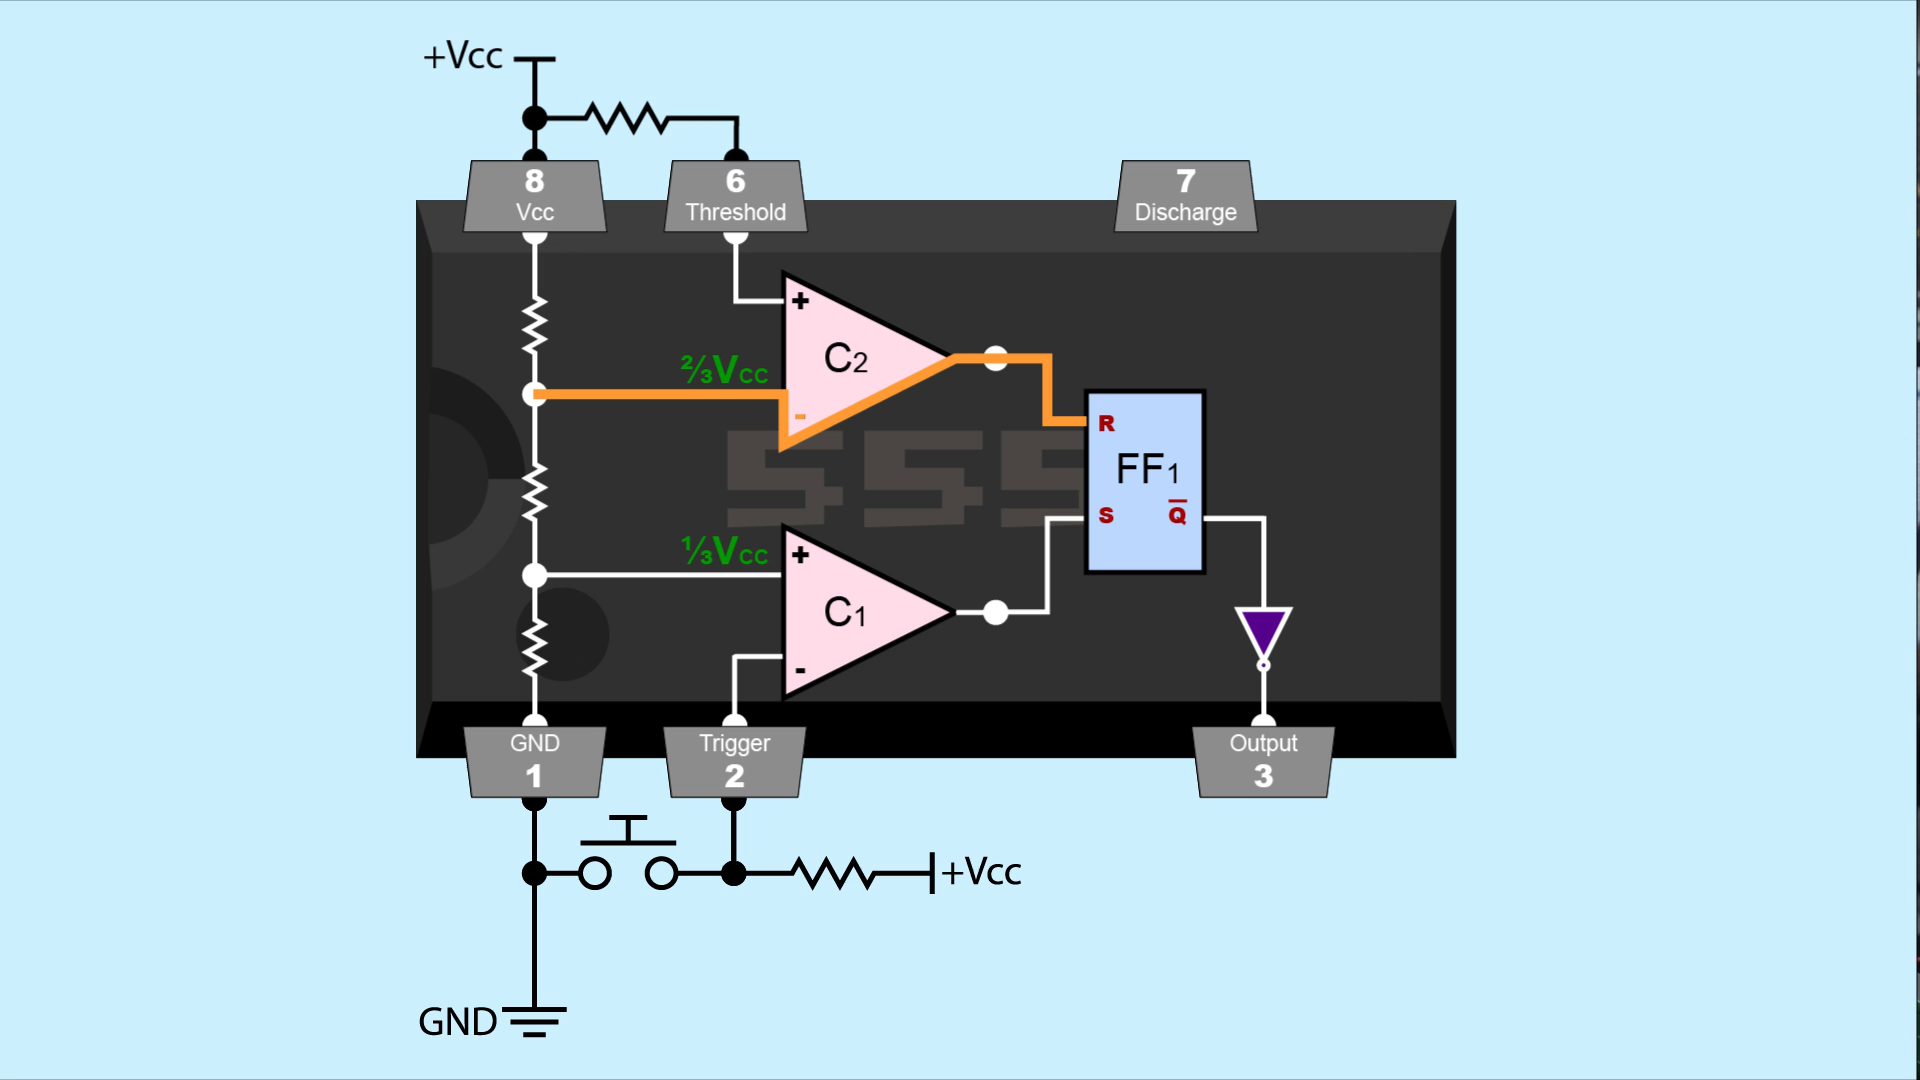 +Vcc
8
Vcc
6
Threshold
7
Discharge
+
C2
-
⅔Vcc
555
R
FF1
S
Q̅
⅓Vcc
+
C1
-
GND
1
Trigger
2
Output
3
+Vcc
GND